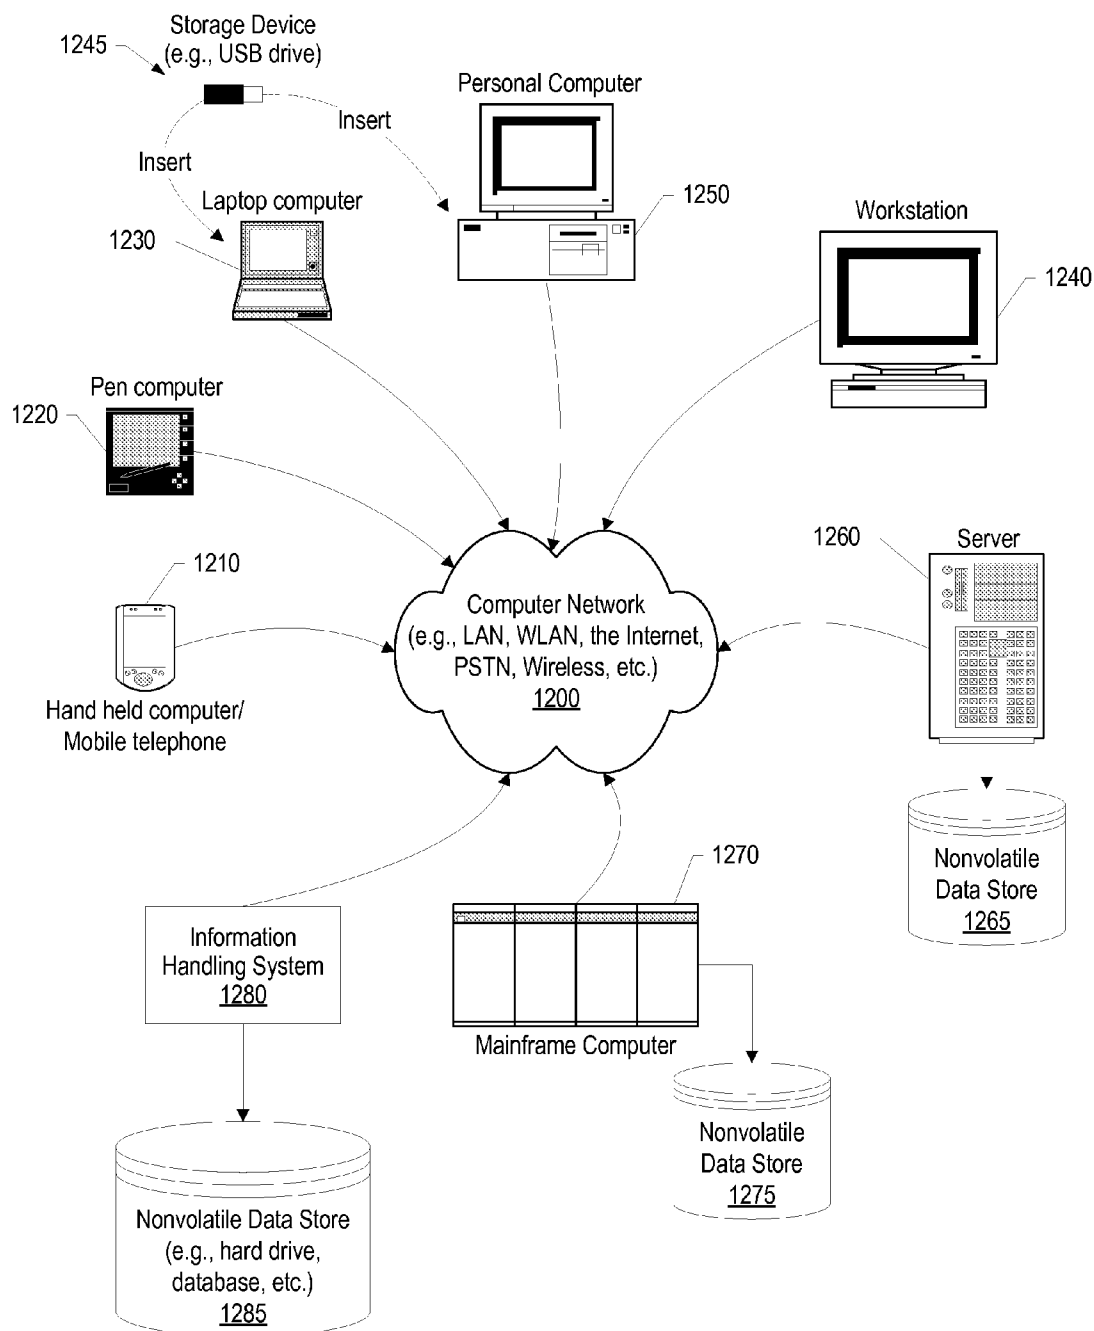 Storage Device
(e.g., USB drive)
1245
Insert
Insert
Personal Computer
1250
Laptop computer
1230
Workstation
1240
Pen computer
1220
1210
Hand held computer/
Mobile telephone
Computer Network
(e.g., LAN, WLAN, the Internet,
PSTN, Wireless, etc.)
1200
1260
Server
Nonvolatile
Data Store
1265
1270
Mainframe Computer
Nonvolatile
Data Store
1275
Information
Handling System
1280
Nonvolatile Data Store
(e.g., hard drive,
database, etc.)
1285